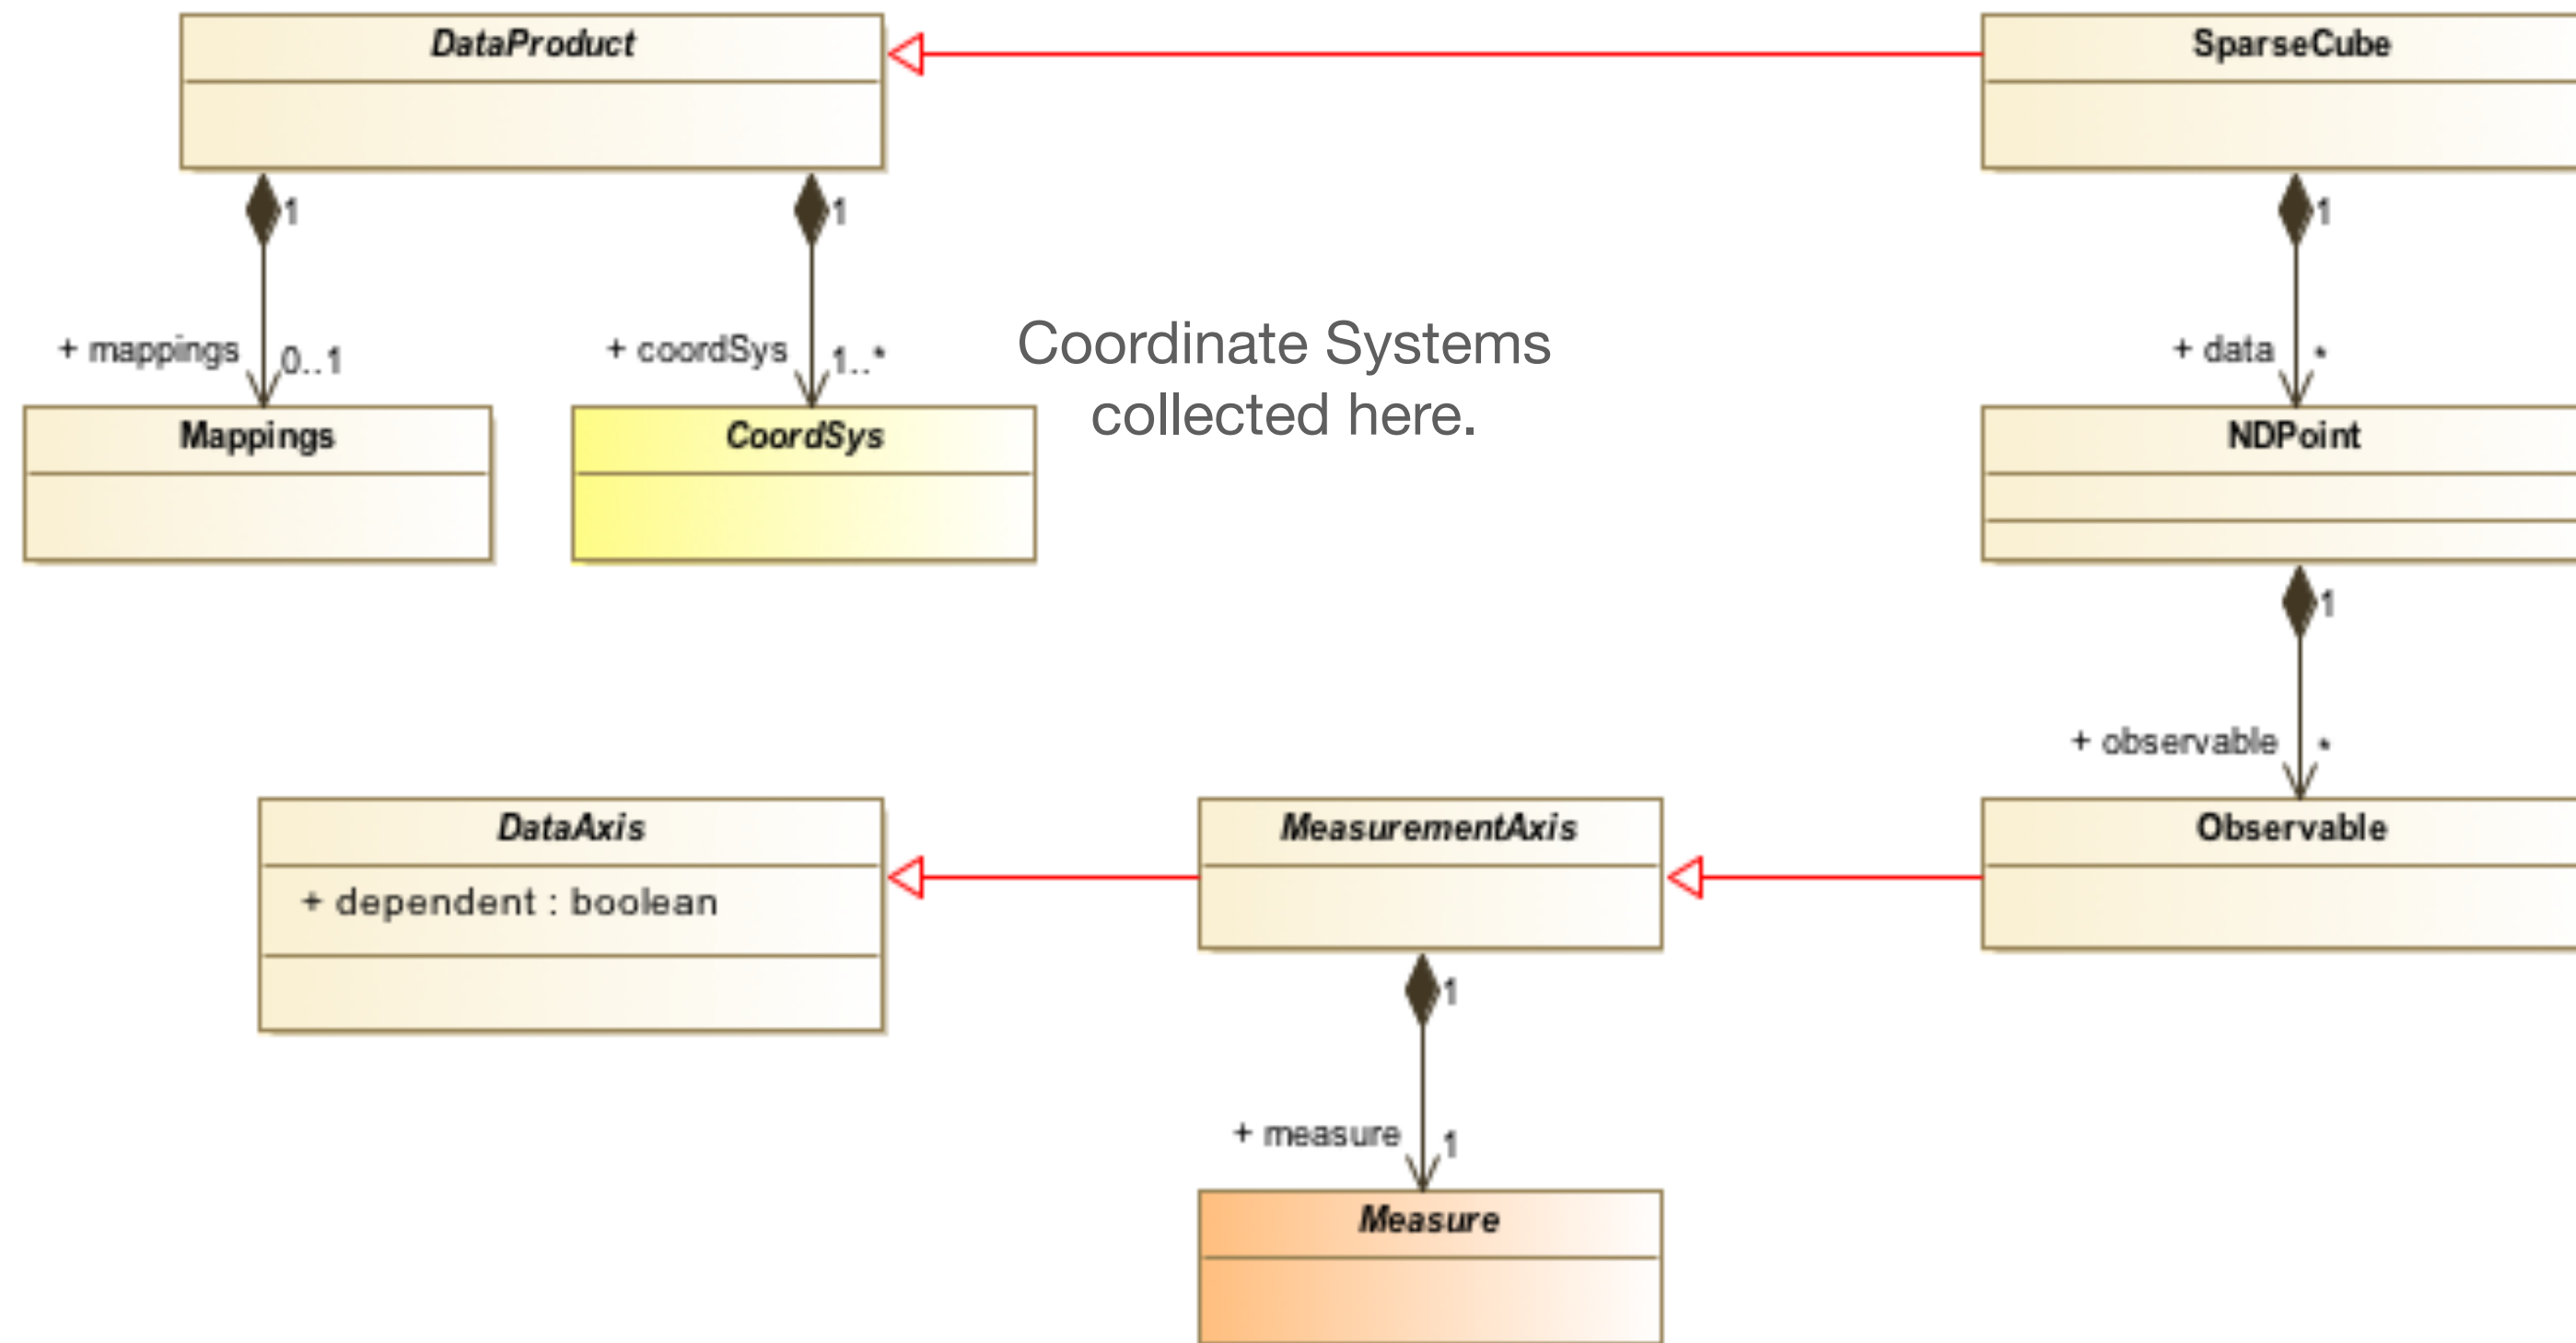 DataProduct
SparseCube
1
1
1
+ mappings
0..1
+ coordSys
1..*
Coordinate Systems
collected here.
+ data
*
Mappings
CoordSys
NDPoint
1
+ observable
*
DataAxis
MeasurementAxis
Observable
+ dependent : boolean
1
+ measure
1
Measure